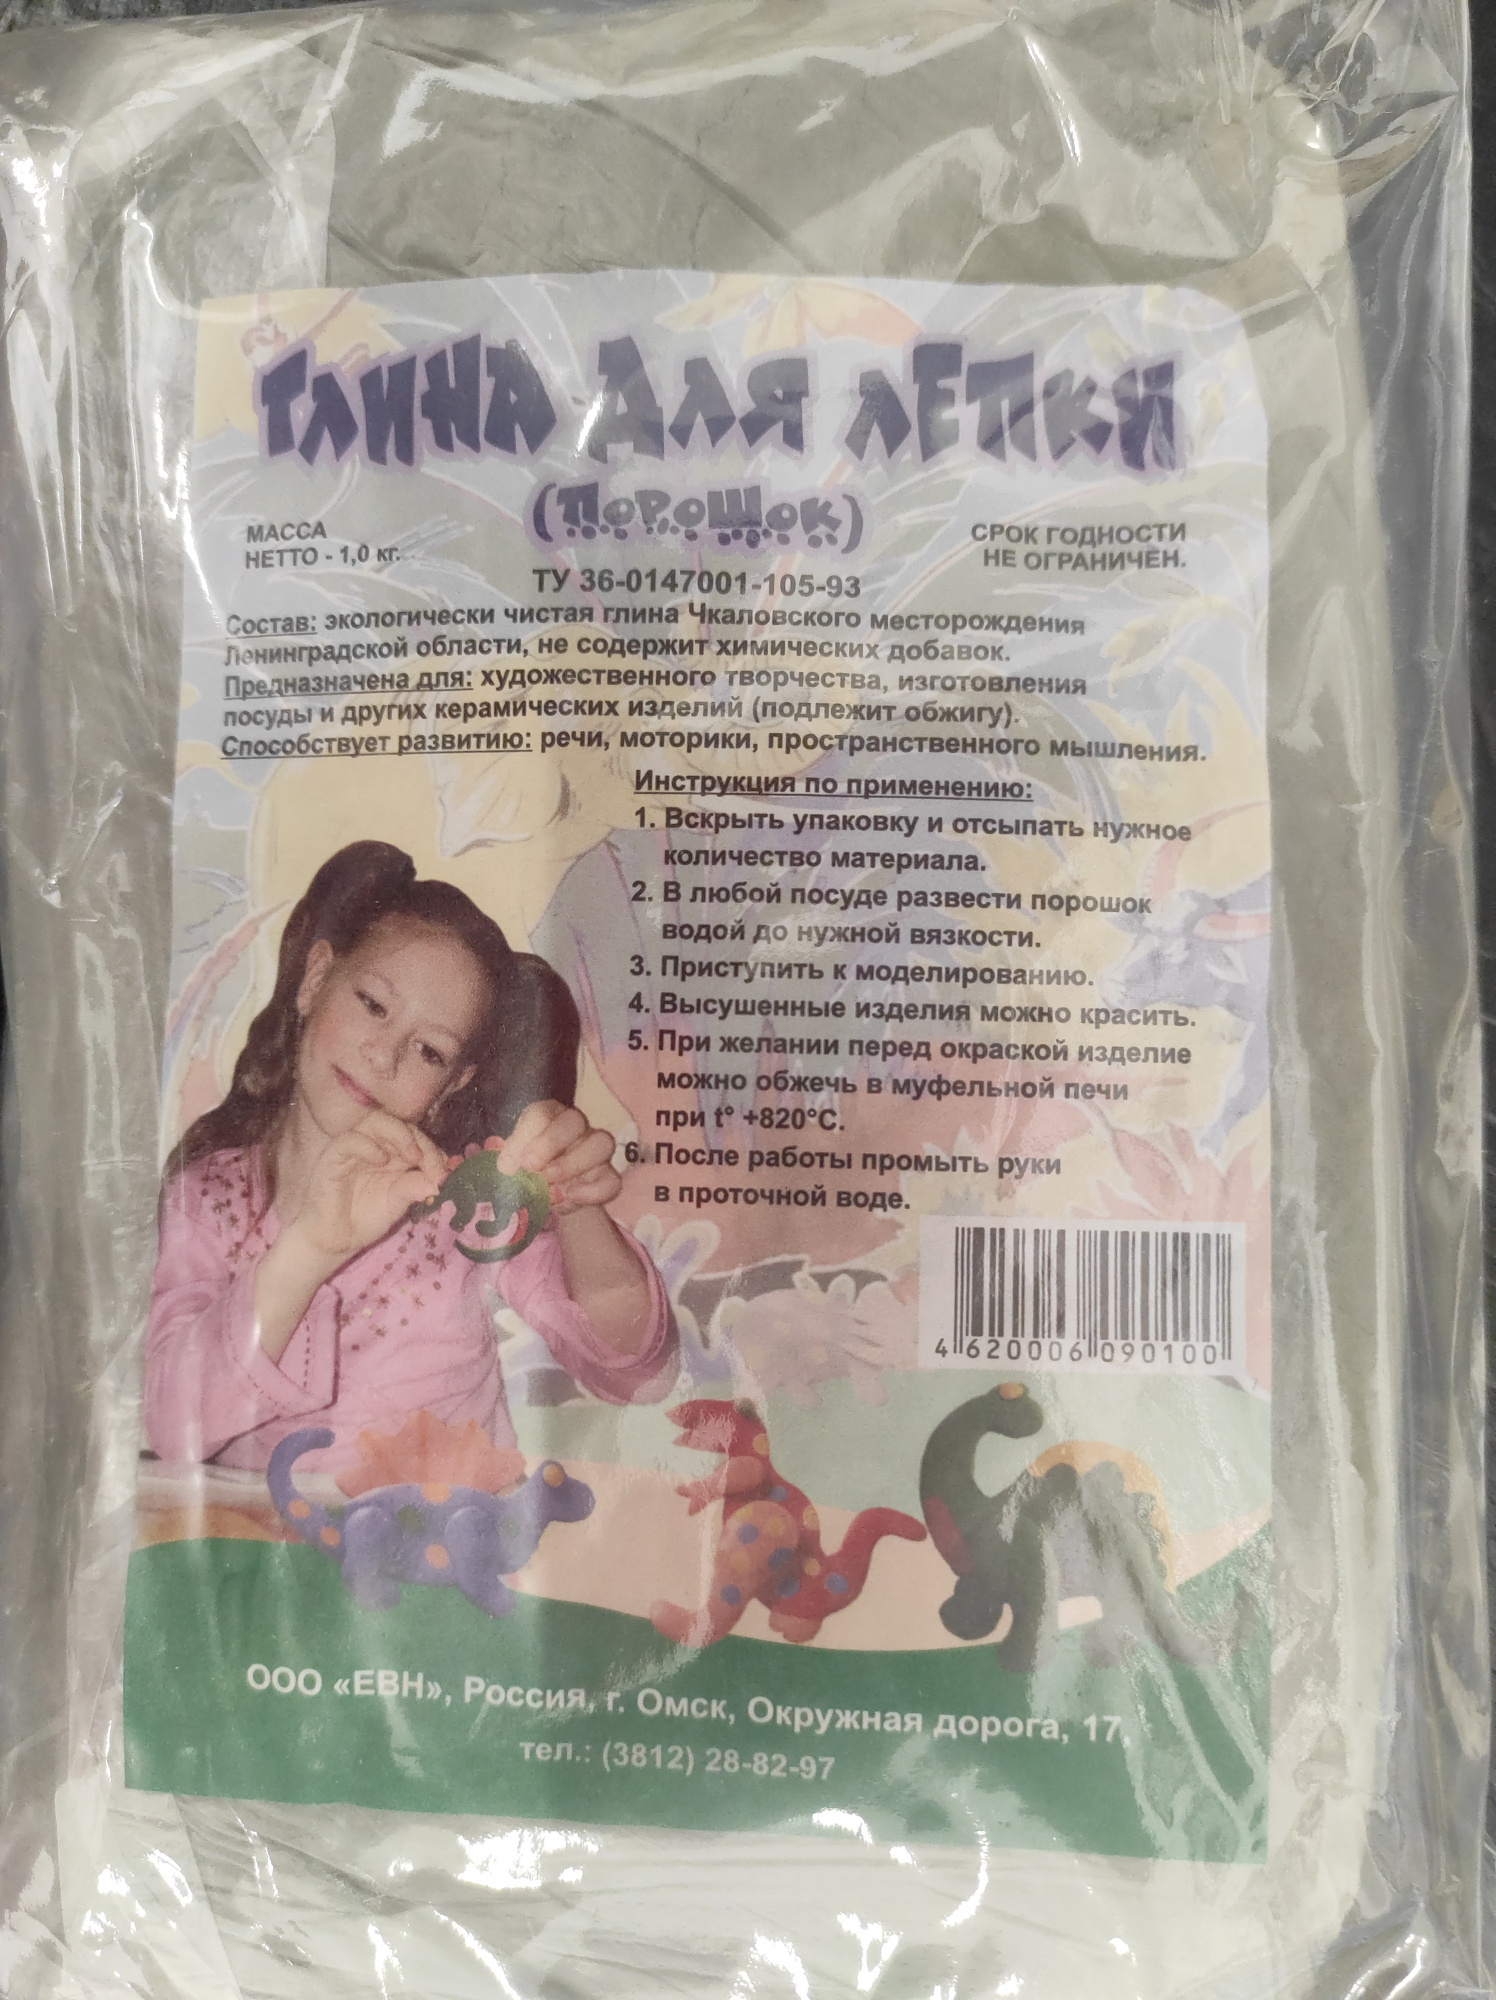 ГЛИНА ДЛЯ ЛЕПКИ
(ПОРОШОК)
МАССА
НЕТТО - 1,0 кг.
СРОК ГОДНОСТИ
НЕ ОГРАНИЧЕН.
ТУ 36-0147001-105-93
Состав: экологически чистая глина Чкаловского месторождения
Ленинградской области, не содержит химических добавок.
Предназначена для: художественного творчества, изготовления
посуды и других керамических изделий (подлежит обжигу).
Способствует развитию: речи, моторики, пространственного мышления.
Инструкция по применению:
1. Вскрыть упаковку и отсыпать нужное
количество материала.
2. В любой посуде развести порошок
водой до нужной вязкости.
3. Приступить к моделированию.
4. Высушенные изделия можно красить.
5. При желании перед окраской изделие
можно обжечь в муфельной печи
при t° +820°С.
6. После работы промыть руки
в проточной воде.
4 620006 090100
ООО «ЕВН», Россия, г. Омск, Окружная дорога, 17,
тел.: (3812) 28-82-97